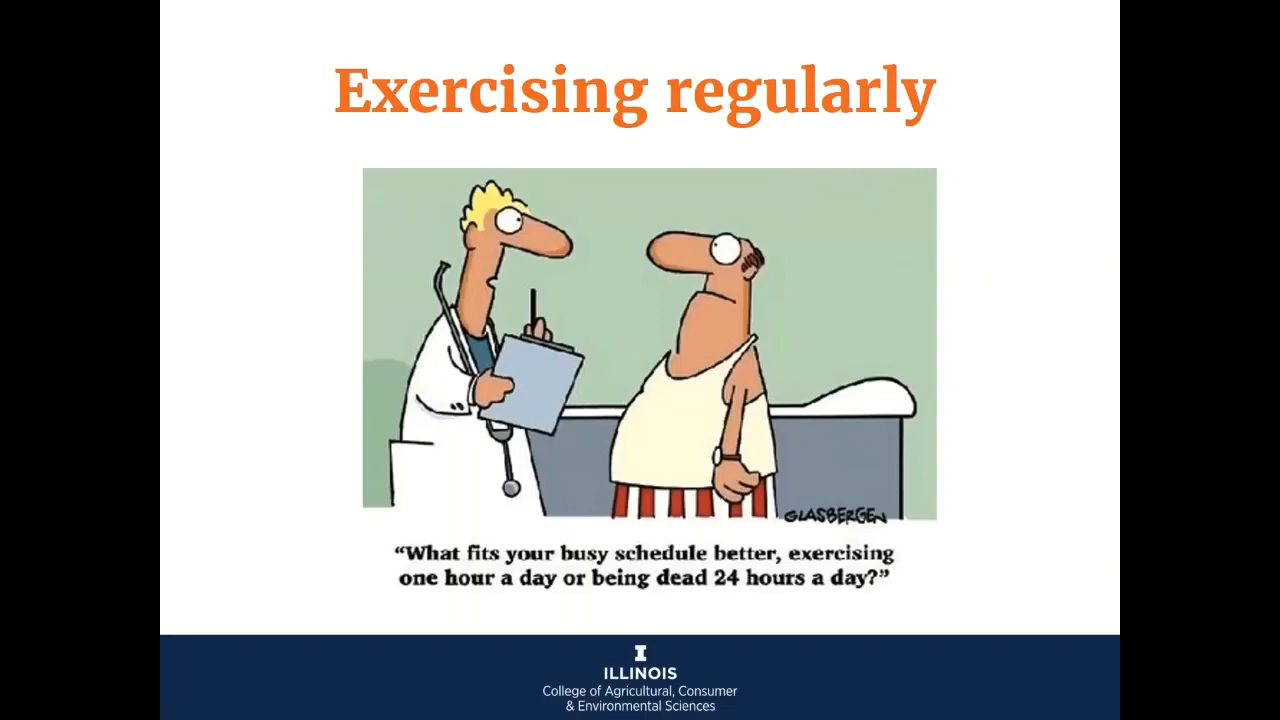 Exercising regularly
GLASBERGEN
“What fits your busy schedule better, exercising
one hour a day or being dead 24 hours a day?”
I
ILLINOIS
College of Agricultural, Consumer
& Environmental Sciences